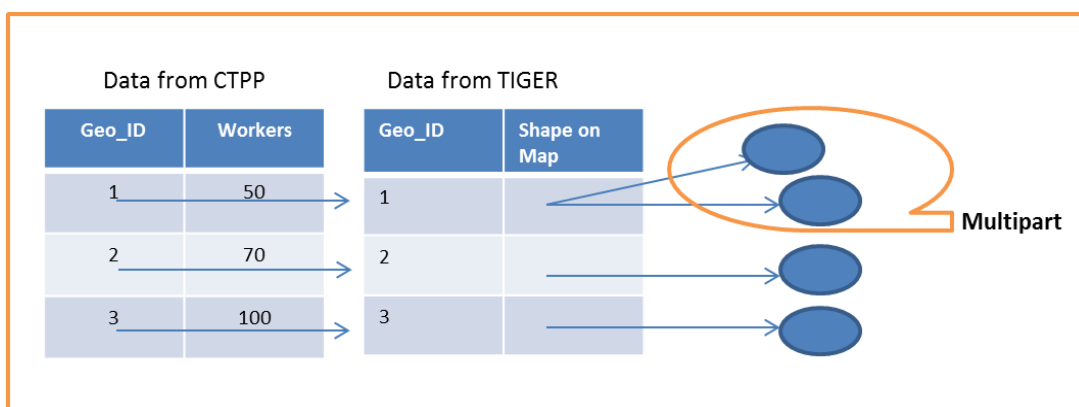 Data from CTPP
Data from TIGER
Geo_ID Workers
1 50
2 70
3 100
Geo_ID Shape on
Map
1
2
3
Multipart